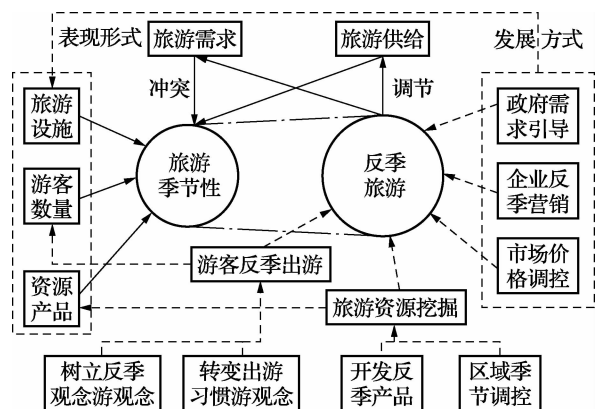 表现形式
旅游需求
旅游供给
发展方式
冲突
调节
旅游
设施
游客
数量
资源
产品
旅游
季节性
反季
旅游
政府需
求引导
企业反
季营销
市场价
格调控
游客反季出游
旅游资源挖掘
树立反季
观念游观念
转变出游
习惯游观念
开发反
季产品
区域季
节调控